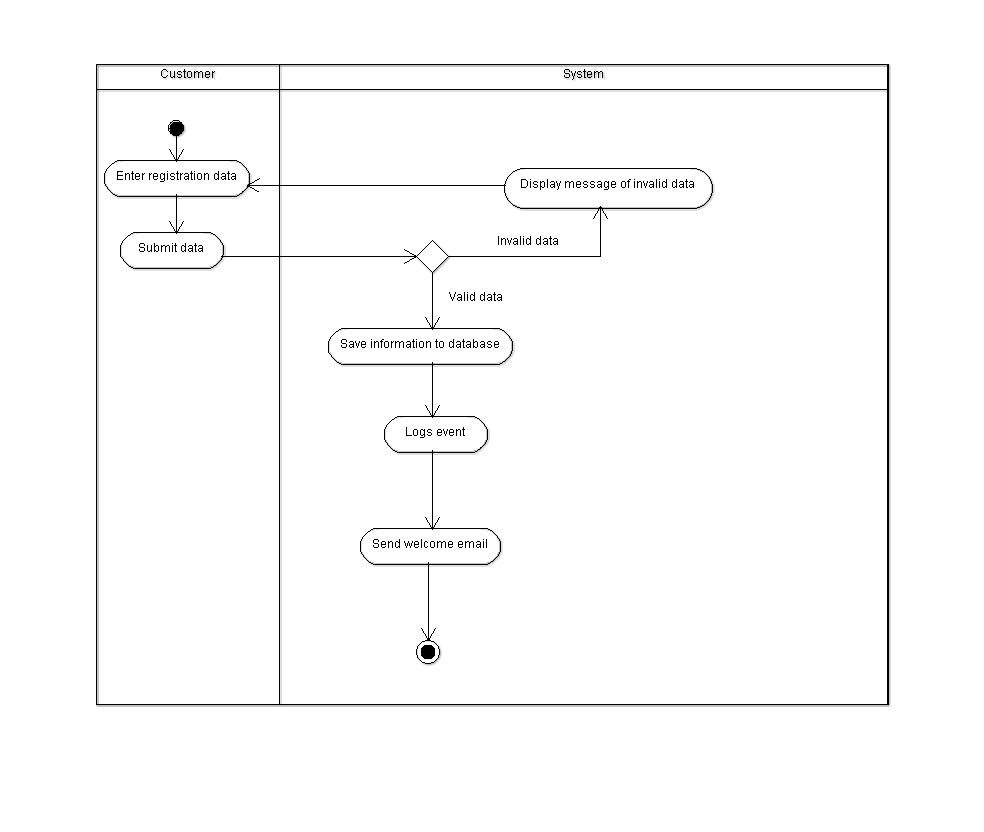 Customer
System
Enter registration data
Display message of invalid data
Submit data
Invalid data
Valid data
Save information to database
Logs event
Send welcome email